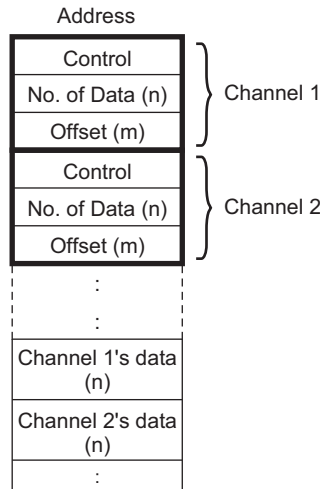 Address
Control
No. of Data (n)
Offset (m)
Channel 1
Control
No. of Data (n)
Offset (m)
Channel 2
:
:
Channel 1's data
(n)
Channel 2's data
(n)
: